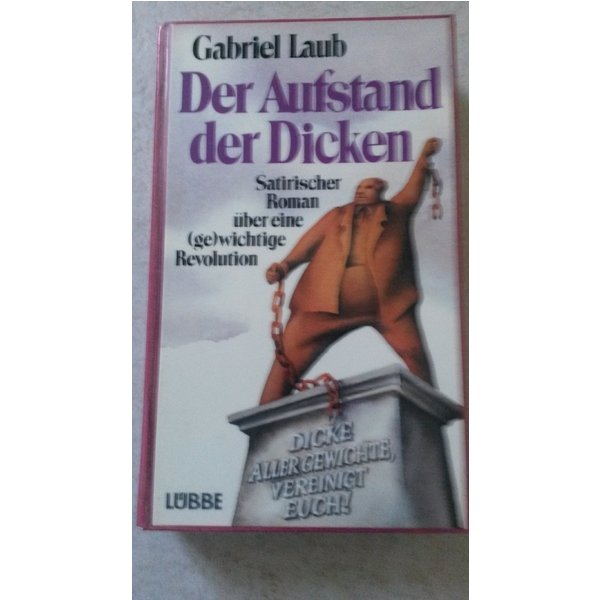 Gabriel Laub
Der Aufstand
der Dicken
Satirischer
Roman
über eine
(ge)wichtige
Revolution
DICKE
ALLER GEWICHTE,
VEREINIGT
EUCH!
LÜBBE